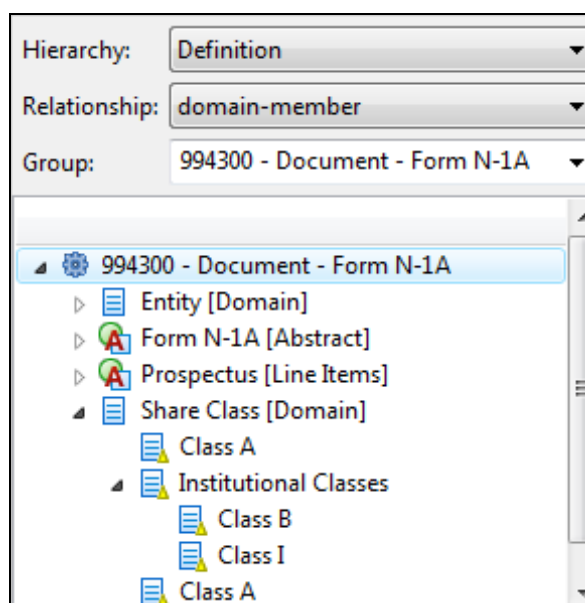 Hierarchy: Definition
Relationship: domain-member
Group: 994300 - Document - Form N-1A
994300 - Document - Form N-1A
Entity [Domain]
Form N-1A [Abstract]
Prospectus [Line Items]
Share Class [Domain]
Class A
Institutional Classes
Class B
Class I
Class A